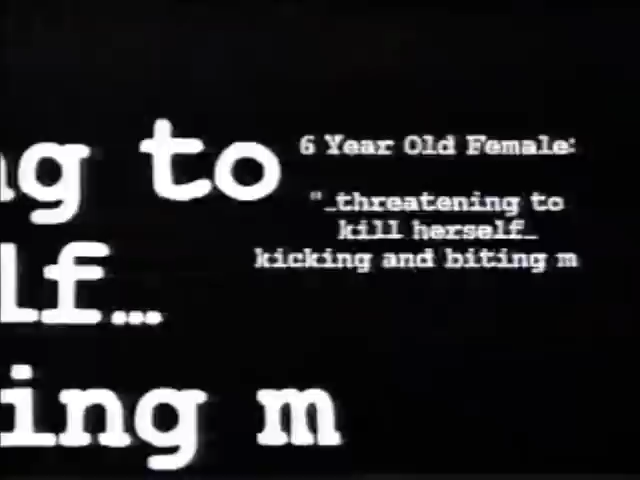 ng to
lf…
ing m
6 Year Old Female:
"…threatening to
kill herself…
kicking and biting m